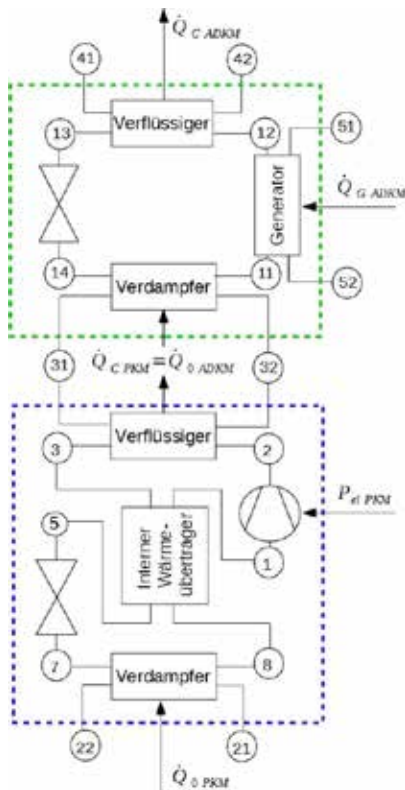 Q̇ C ADKM
41
42
Verflüssiger
13
12
51
Generator
Q̇ G ADKM
14
11
52
Verdampfer
31
Q̇ C PKM = Q̇ 0 ADKM
32
Verflüssiger
3
2
P el PKM
5
Interner
Wärme-
übertrager
1
7
Verdampfer
8
22
21
Q̇ 0 PKM